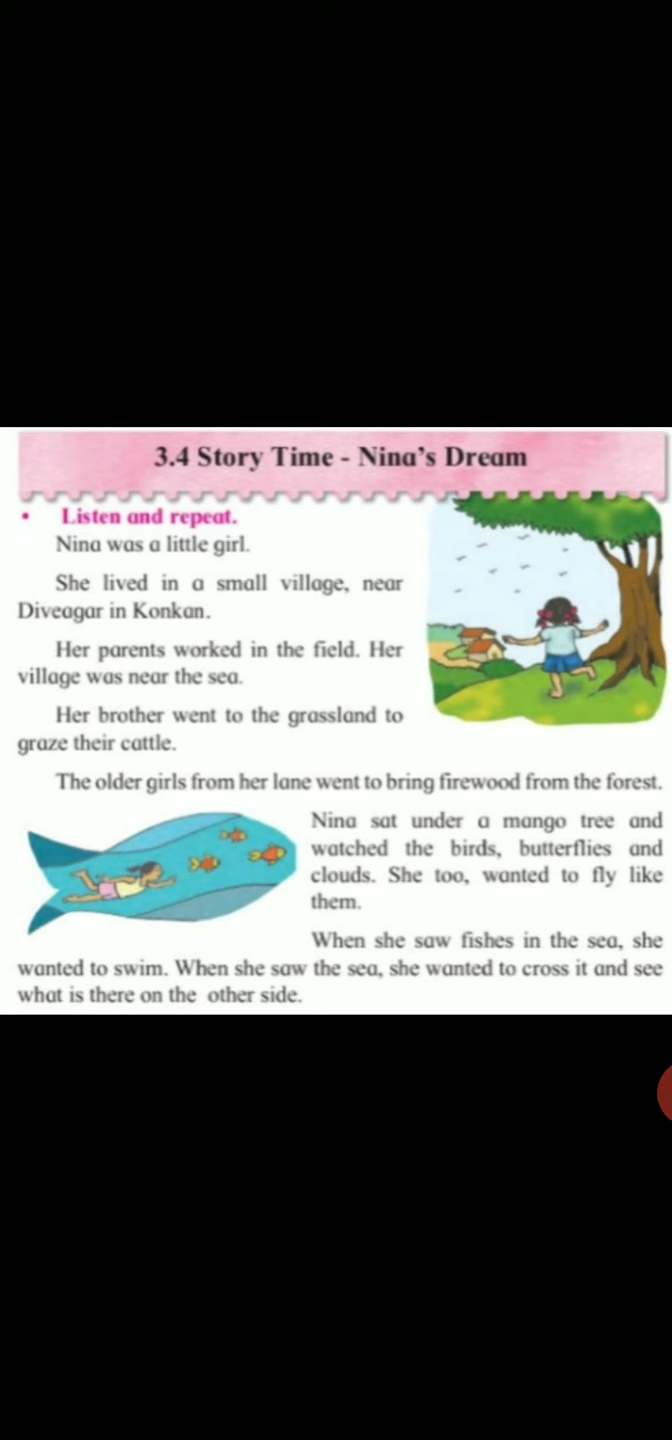 3.4 Story Time - Nina's Dream
• Listen and repeat.
Nina was a little girl.
She lived in a small village, near
Diveagar in Konkan.
Her parents worked in the field. Her
village was near the sea.
Her brother went to the grassland to
graze their cattle.
The older girls from her lane went to bring firewood from the forest.
Nina sat under a mango tree and
watched the birds, butterflies and
clouds. She too, wanted to fly like
them.
When she saw fishes in the sea, she
wanted to swim. When she saw the sea, she wanted to cross it and see
what is there on the other side.